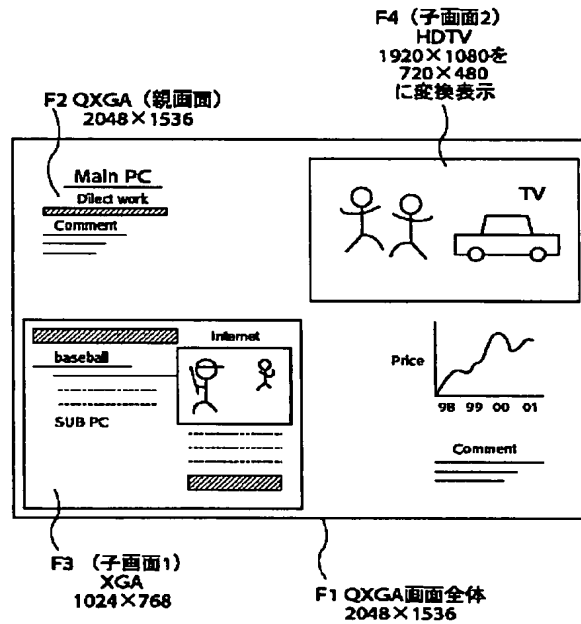 F4（子画面2）
HDTV
1920×1080を
720×480
に変換表示
F2 QXGA（親画面）
2048×1536
Main PC
Dilect work
Comment
TV
Internet
baseball
SUB PC
Price
98 99 00 01
Comment
F3 （子画面1）
XGA
1024×768
F1 QXGA画面全体
2048×1536